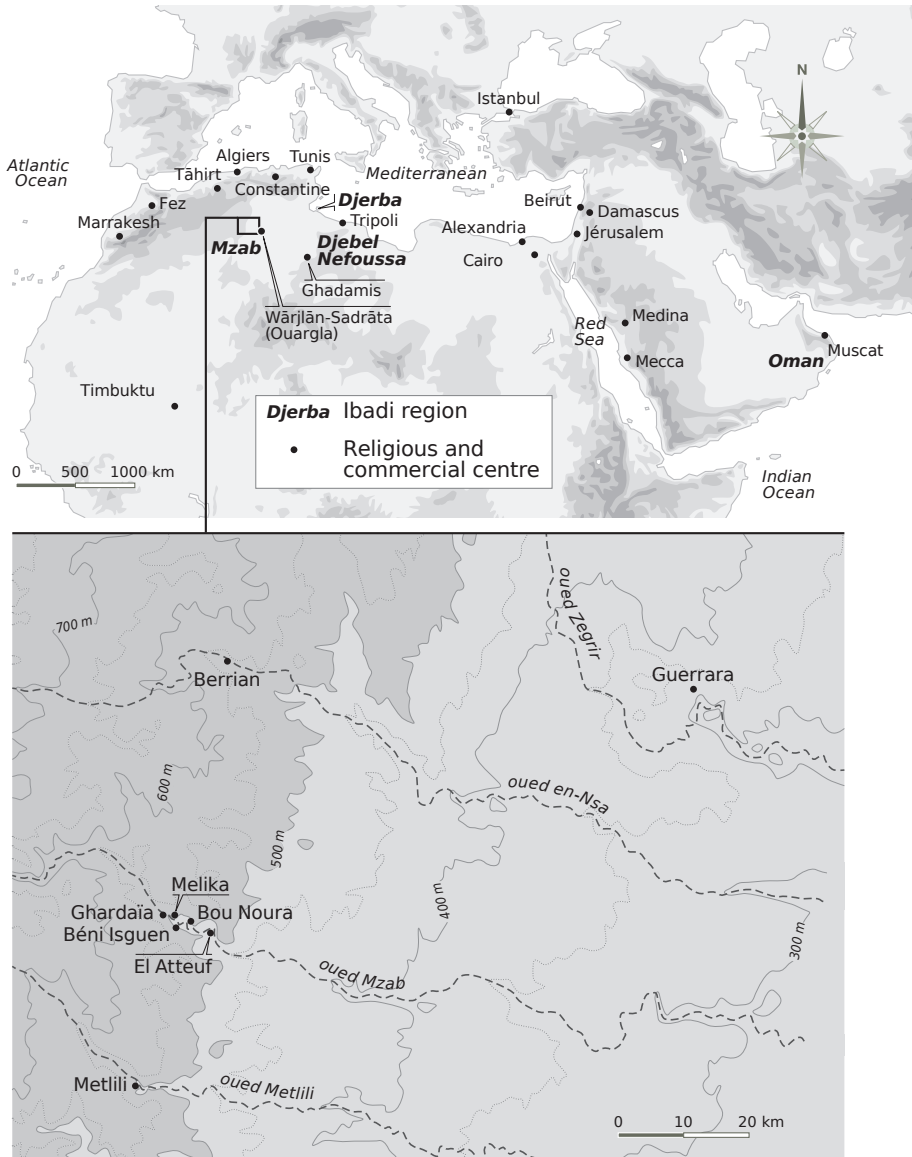 N
Istanbul
Atlantic
Ocean
Algiers
Tunis
Mediterranean
Tāhirt
Constantine
Djerba
Beirut
Damascus
Fez
Tripoli
Marrakesh
Alexandria
Jérusalem
Mzab
Djebel
Nefoussa
Cairo
Ghadamis
Wārjlān-Sadrāta
(Ouargla)
Red
Sea
Medina
Mecca
Oman
Muscat
Timbuktu
Djerba Ibadi region
Religious and
commercial centre
0 500 1000 km
Indian
Ocean
700 m
oued Zegrir
Berrian
Guerrara
600 m
oued en-Nsa
500 m
Melika
Ghardaïa
Bou Noura
Béni Isguen
400 m
300 m
El Atteuf
oued Mzab
Metlili
oued Metlili
0 10 20 km